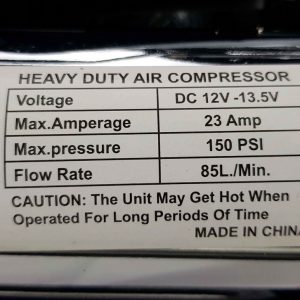 HEAVY DUTY AIR COMPRESSOR
Voltage DC 12V -13.5V
Max.Amperage 23 Amp
Max.pressure 150 PSI
Flow Rate 85L./Min.
CAUTION: The Unit May Get Hot When
Operated For Long Periods Of Time
MADE IN CHINA